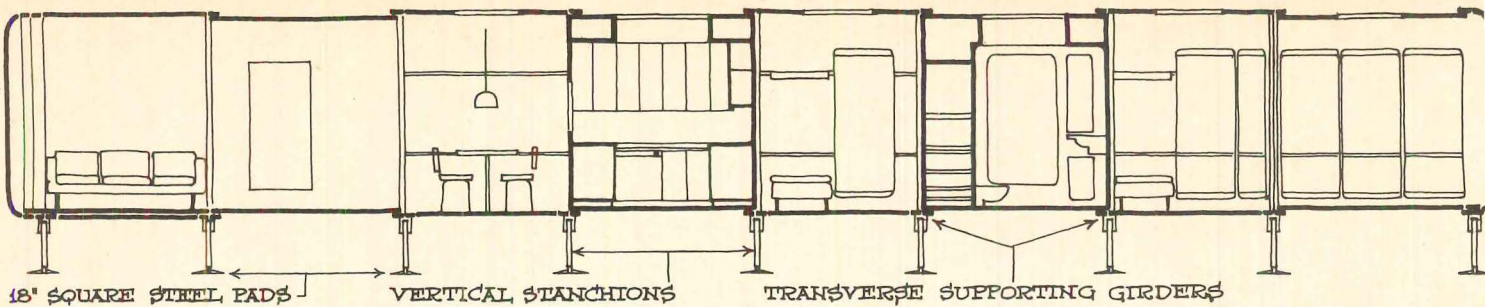 18" SQUARE STEEL PADS VERTICAL STANCHIONS TRANSVERSE SUPPORTING GIRDERS